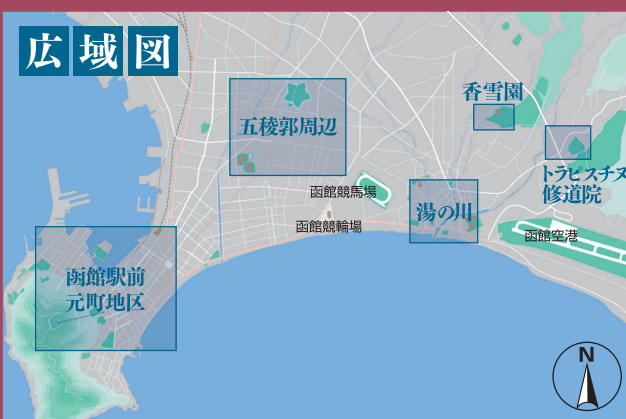 広域図
香雪園
五稜郭周辺
トラピスチヌ
修道院
函館競馬場
湯の川
函館競輪場
函館空港
函館駅前
元町地区
N